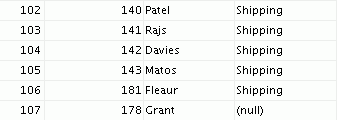 102 140 Patel Shipping
103 141 Rajs Shipping
104 142 Davies Shipping
105 143 Matos Shipping
106 181 Fleaur Shipping
107 178 Grant (null)